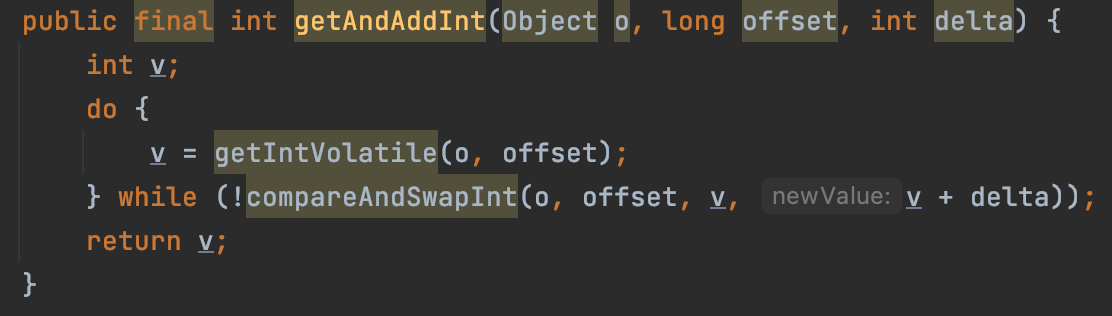 public final int getAndAddInt(Object o, long offset, int delta) {
    int v;
    do {
        v = getIntVolatile(o, offset);
    } while (!compareAndSwapInt(o, offset, v, newValue: v + delta));
    return v;
}